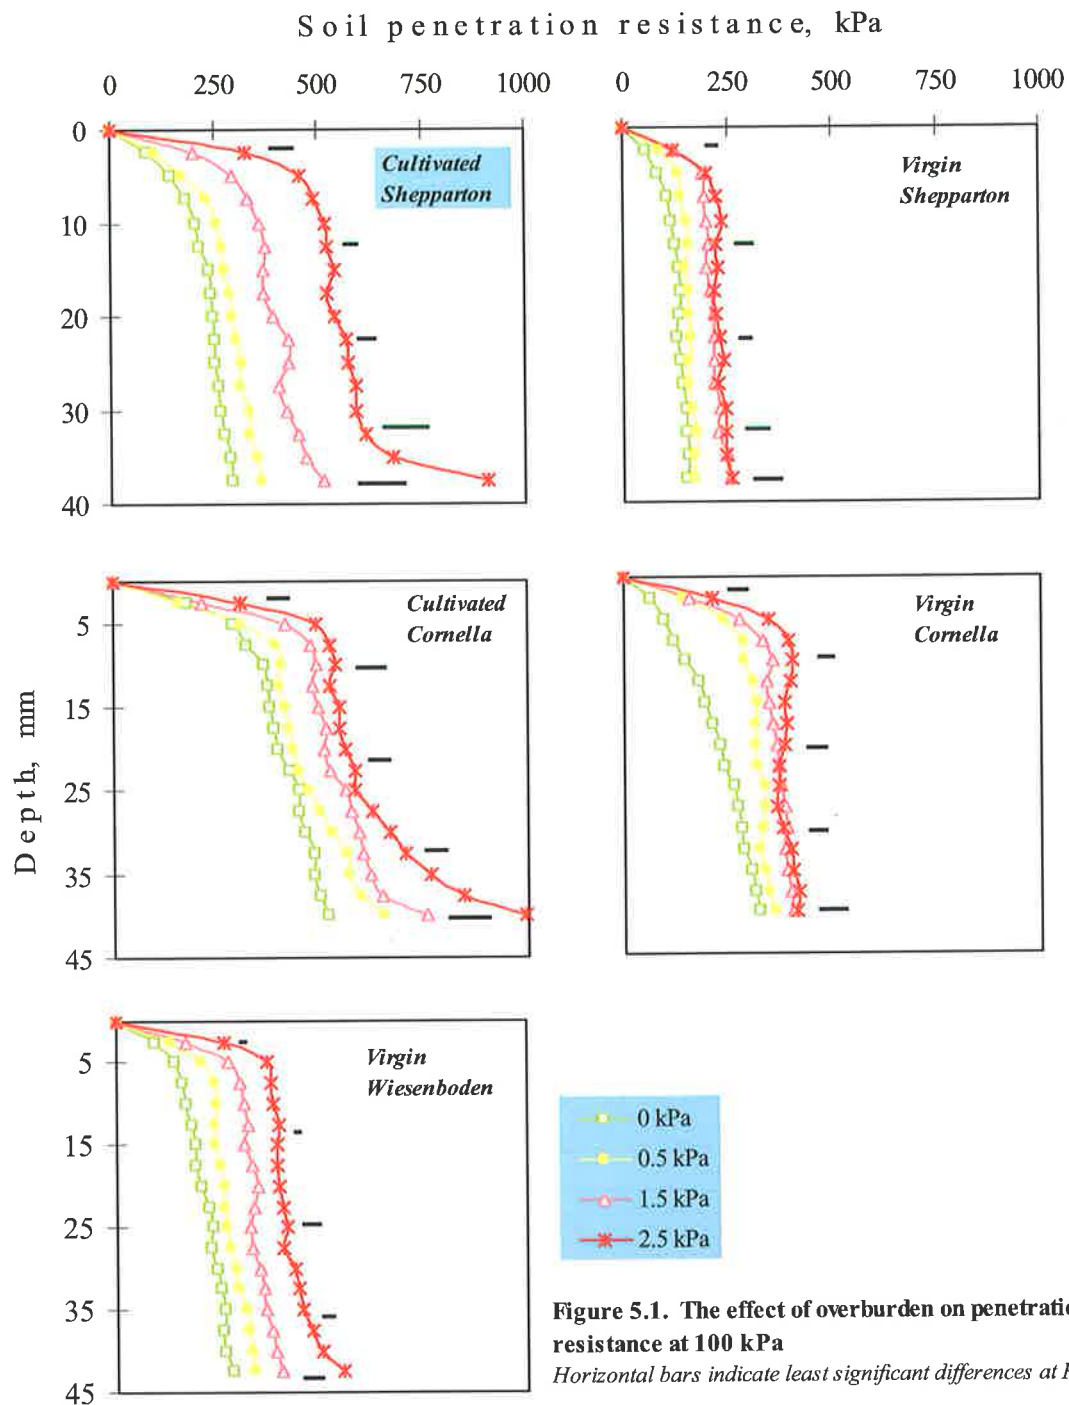 Soil penetration resistance, kPa
0 250 500 750 1000
0 250 500 750 1000
0
10
20
30
40
Cultivated
Shepparton
Virgin
Shepparton
Depth, mm
5
15
25
35
45
Cultivated
Cornella
Virgin
Cornella
5
15
25
35
45
Virgin
Wiesenboden
0 kPa
0.5 kPa
1.5 kPa
2.5 kPa
Figure 5.1. The effect of overburden on penetratio
resistance at 100 kPa
Horizontal bars indicate least significant differences at